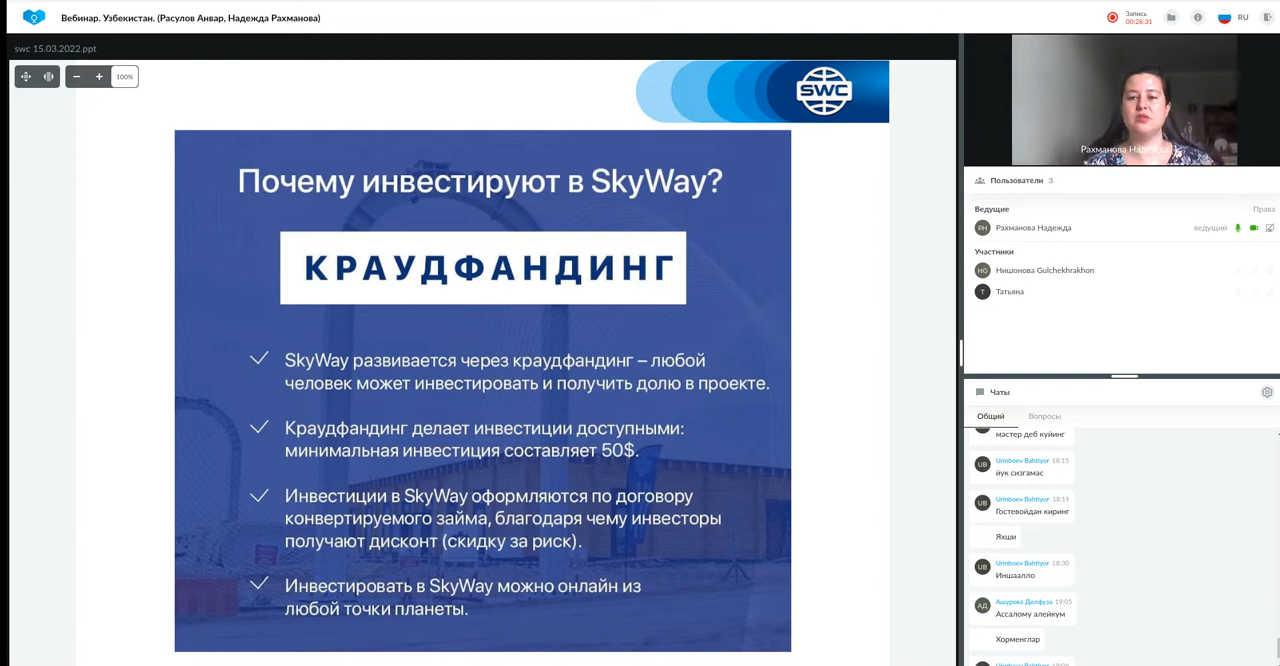 Вебинар. Узбекистан. (Расулов Анвар, Надежда Рахманова)
Запись
00:28:31
RU
swc 15.03.2022.ppt
100%
SWC
Почему инвестируют в SkyWay?
КРАУДФАНДИНГ
SkyWay развивается через краудфандинг – любой
человек может инвестировать и получить долю в проекте.
Краудфрандинг делает инвестиции доступными:
минимальная инвестиция составляет 50$.
Инвестиции в SkyWay оформляются по договору
конвертируемого займа, благодаря чему инвесторы
получают дисконт (скидку за риск).
Инвестировать в SkyWay можно онлайн из
любой точки планеты.
Рахманова Надежда
Пользователи 3
Ведущие Права
РН Рахманова Надежда ведущий
Участники
HG Нишонова Gulchekhrakhon
Т Татьяна
Чаты
Общий Вопросы
мастер деб куйинг
UB Urinboev Bahtiyor 18:15
йук сизгамас
UB Urinboev Bahtiyor 18:19
Гостевойдан киринг
Яхши
UB Urinboev Bahtiyor 18:30
Иншаалло
АД Ашурова Дилфуза 19:05
Ассалому алейкум
Хорменглар
Urinboev Bahtiyor